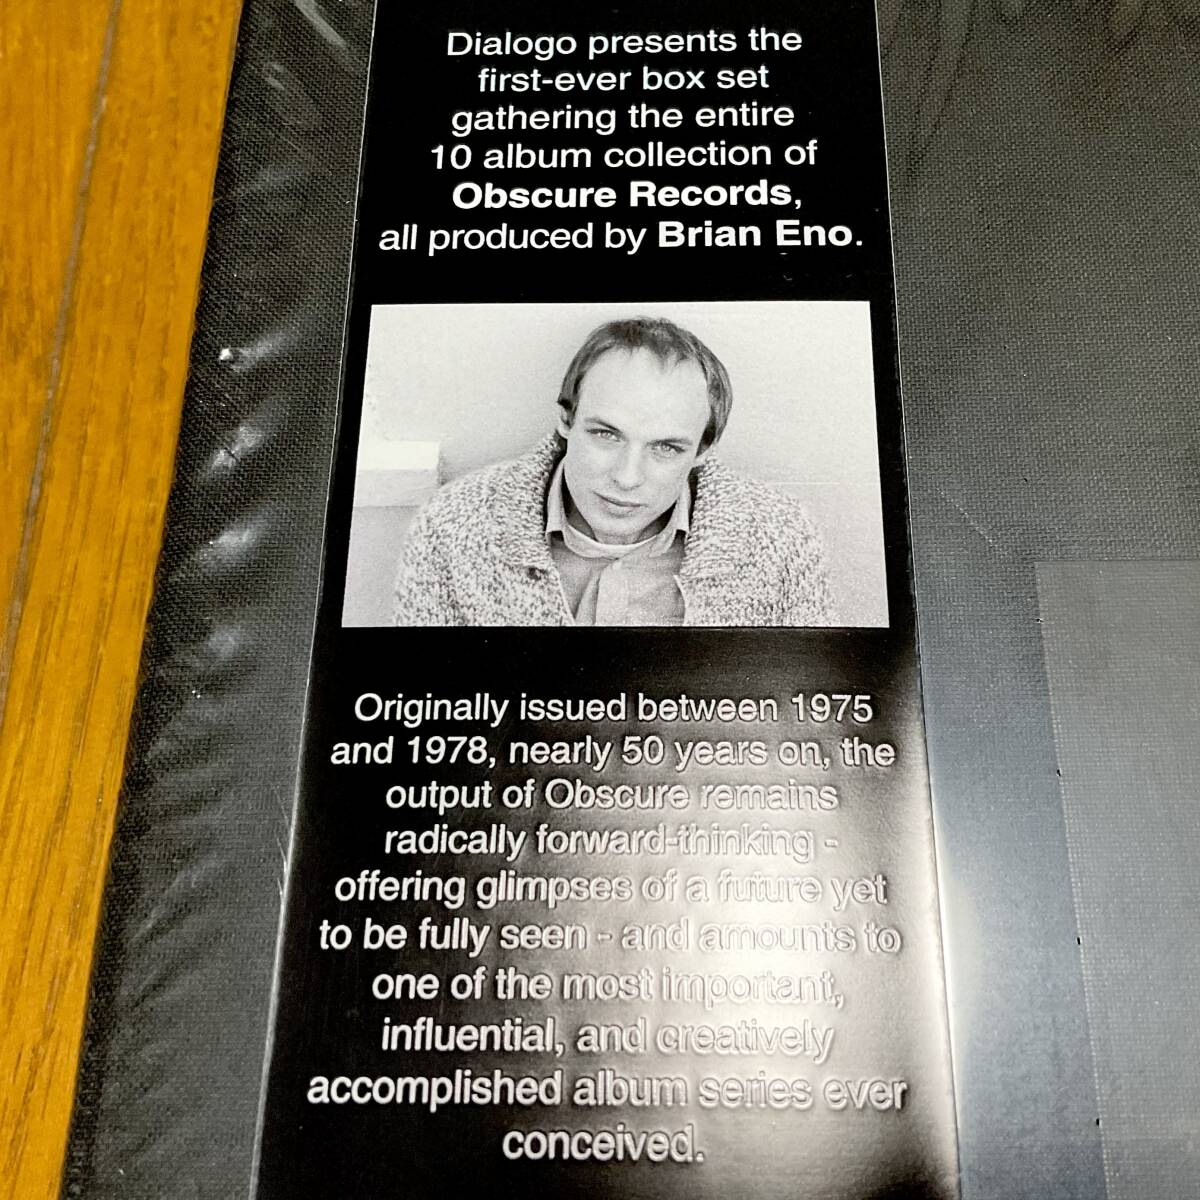 Dialogo presents the
first-ever box set
gathering the entire
10 album collection of
Obscure Records,
all produced by Brian Eno.
Originally issued between 1975
and 1978, nearly 50 years on, the
output of Obscure remains
radically forward-thinking -
offering glimpses of a future yet
to be fully seen - and amounts to
one of the most important,
influential, and creatively
accomplished album series ever
conceived.